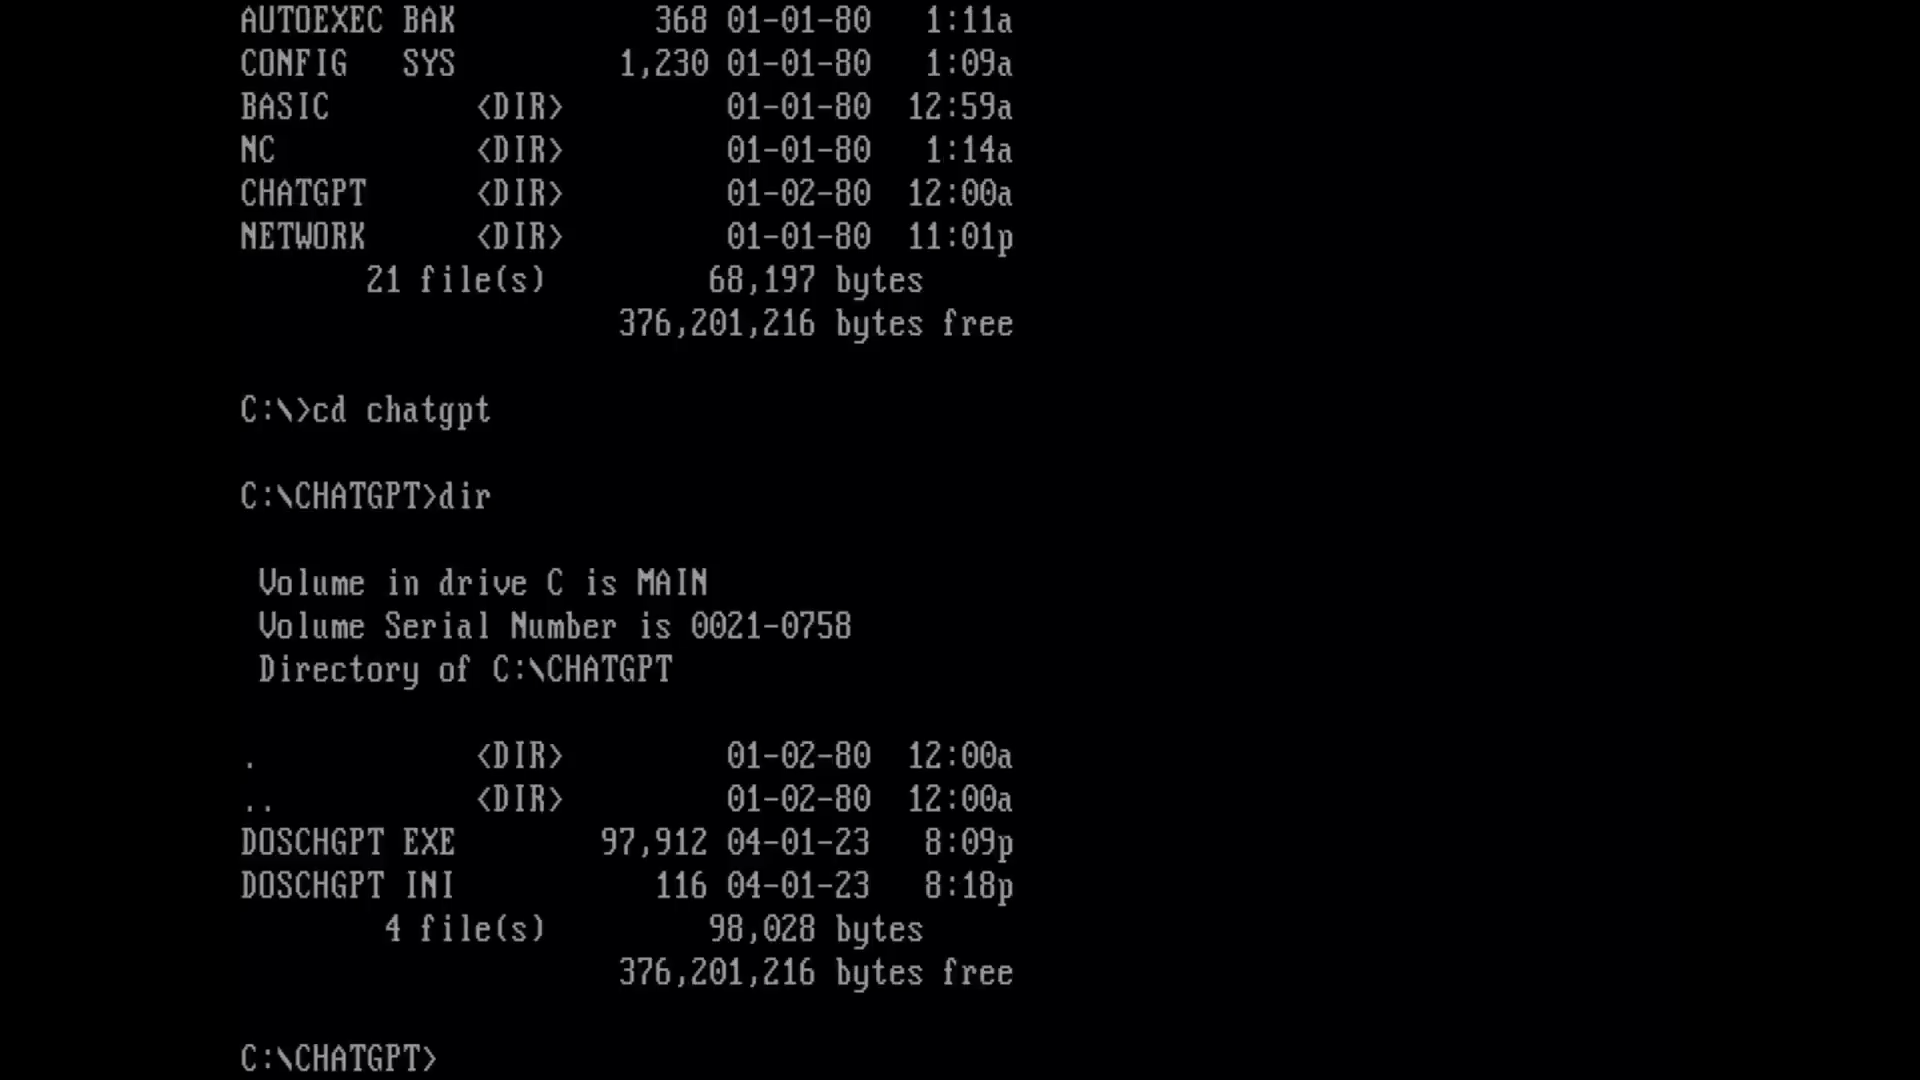 AUTOEXEC BAK           368 01-01-80   1:11a
CONFIG   SYS         1,230 01-01-80   1:09a
BASIC        <DIR>         01-01-80  12:59a
NC           <DIR>         01-01-80   1:14a
CHATGPT      <DIR>         01-02-80  12:00a
NETWORK      <DIR>         01-01-80  11:01p
       21 file(s)         68,197 bytes
                     376,201,216 bytes free
C:\>cd chatgpt
C:\CHATGPT>dir
 Volume in drive C is MAIN
 Volume Serial Number is 0021-0758
 Directory of C:\CHATGPT
.            <DIR>         01-02-80  12:00a
..           <DIR>         01-02-80  12:00a
DOSCHGPT EXE        97,912 04-01-23   8:09p
DOSCHGPT INI           116 04-01-23   8:18p
        4 file(s)         98,028 bytes
                     376,201,216 bytes free
C:\CHATGPT>